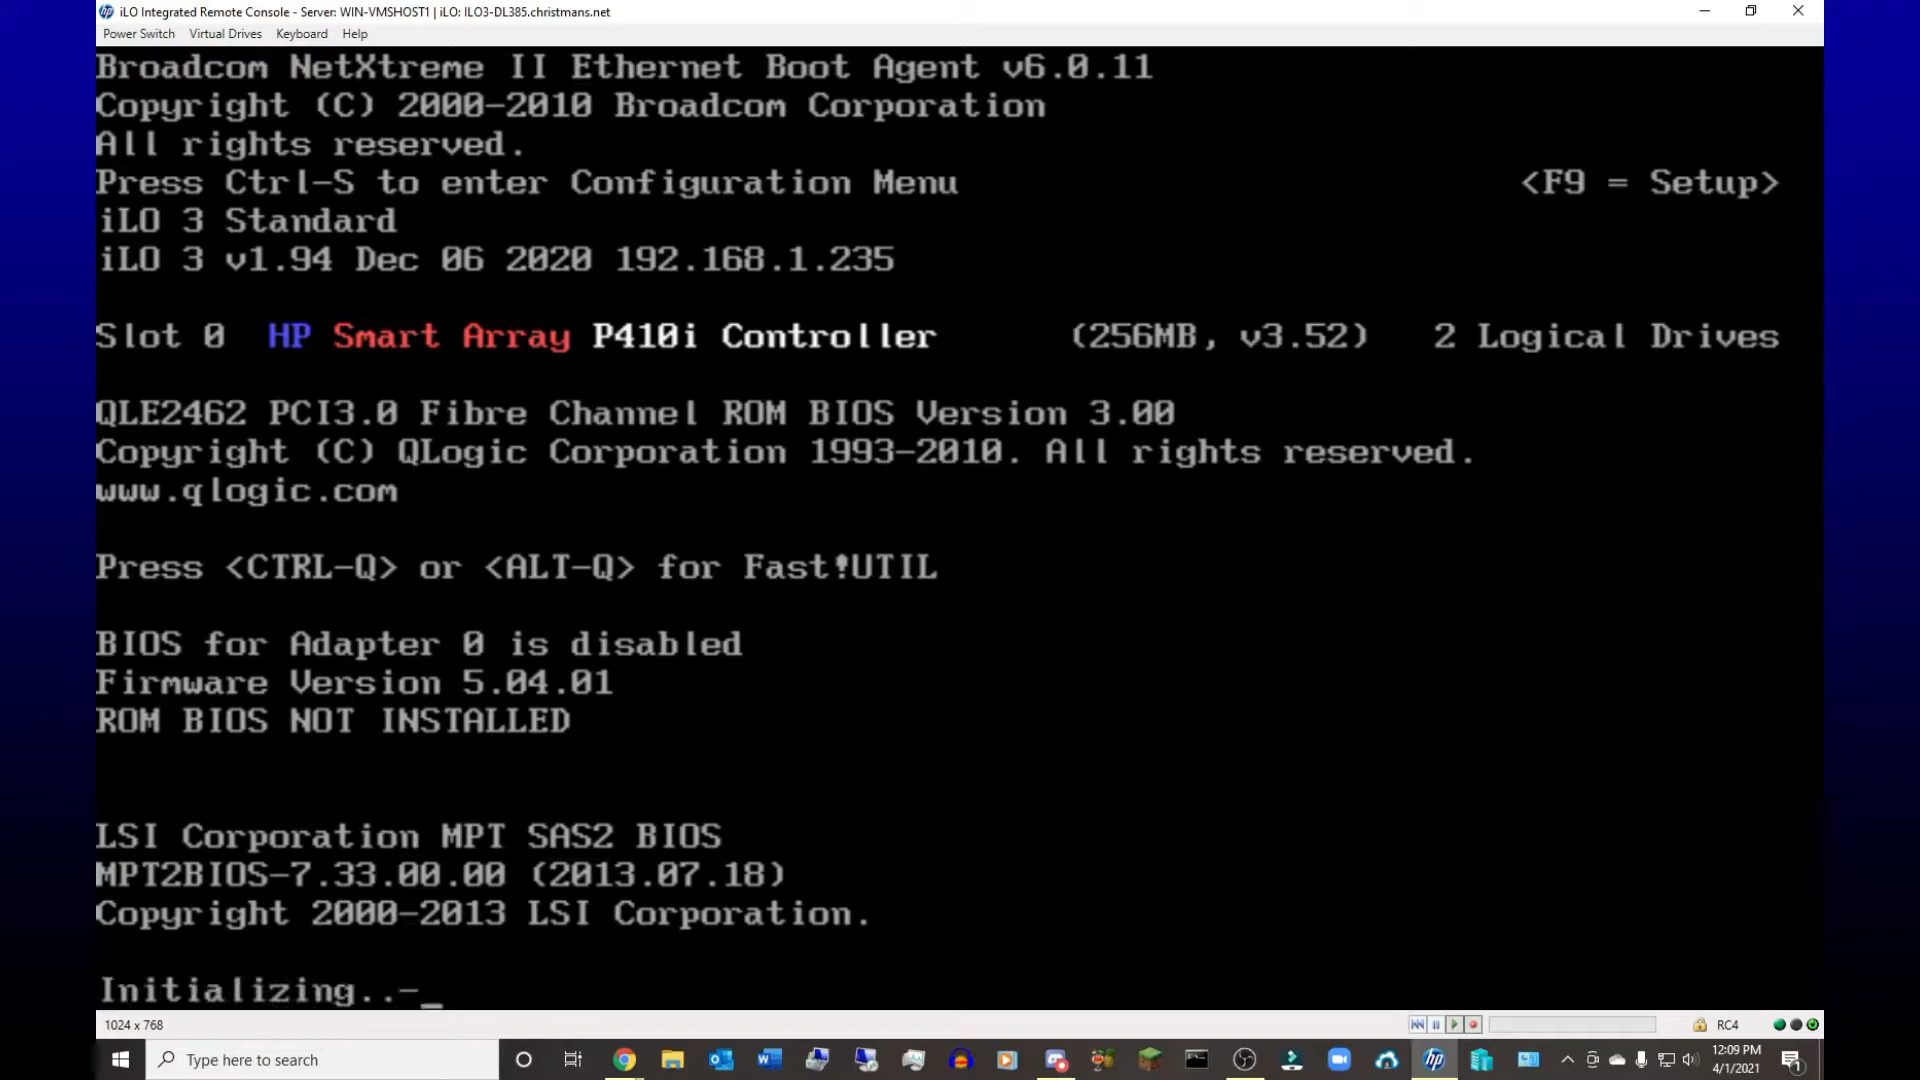 iLO Integrated Remote Console - Server: WIN-VMSHOST1 | iLO: ILO3-DL385.christmans.net
Power Switch Virtual Drives Keyboard Help
Broadcom NetXtreme II Ethernet Boot Agent v6.0.11
Copyright (C) 2000-2010 Broadcom Corporation
All rights reserved.
Press Ctrl-S to enter Configuration Menu <F9 = Setup>
iLO 3 Standard
iLO 3 v1.94 Dec 06 2020 192.168.1.235
Slot 0 HP Smart Array P410i Controller (256MB, v3.52) 2 Logical Drives
QLE2462 PCI3.0 Fibre Channel ROM BIOS Version 3.00
Copyright (C) QLogic Corporation 1993-2010. All rights reserved.
www.qlogic.com
Press <CTRL-Q> or <ALT-Q> for Fast!UTIL
BIOS for Adapter 0 is disabled
Firmware Version 5.04.01
ROM BIOS NOT INSTALLED
LSI Corporation MPT SAS2 BIOS
MPT2BIOS-7.33.00.00 (2013.07.18)
Copyright 2000-2013 LSI Corporation.
Initializing..-_
1024 x 768 RC4
Type here to search
12:09 PM
4/1/2021